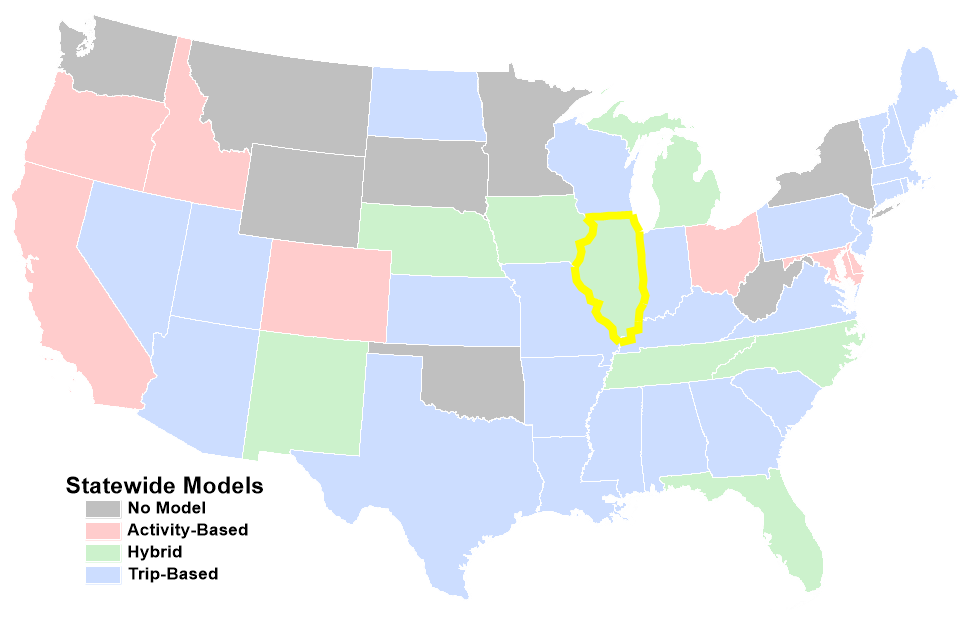 Statewide Models
No Model
Activity-Based
Hybrid
Trip-Based